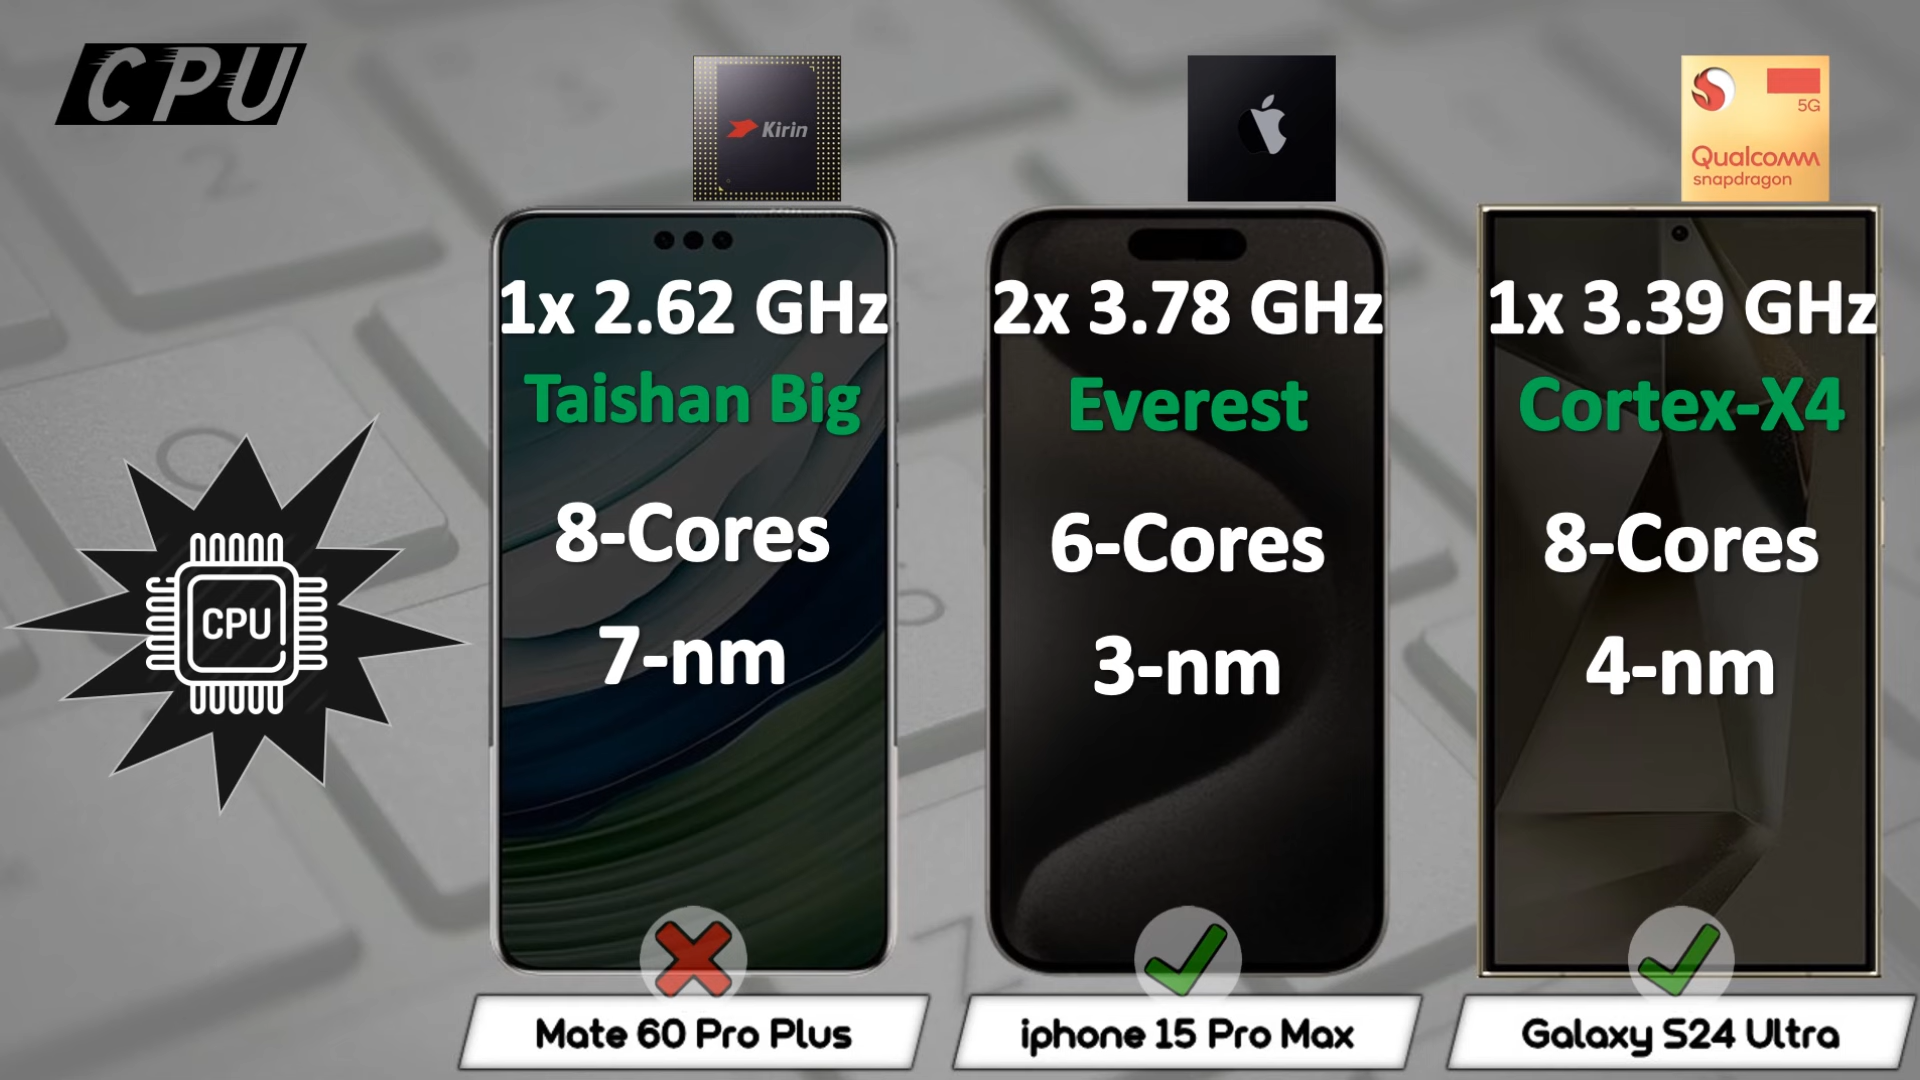 CPU
Kirin
5G
Qualcomm
snapdragon
1x 2.62 GHz
Taishan Big
8-Cores
7-nm
2x 3.78 GHz
Everest
6-Cores
3-nm
1x 3.39 GHz
Cortex-X4
8-Cores
4-nm
CPU
Mate 60 Pro Plus
iphone 15 Pro Max
Galaxy S24 Ultra